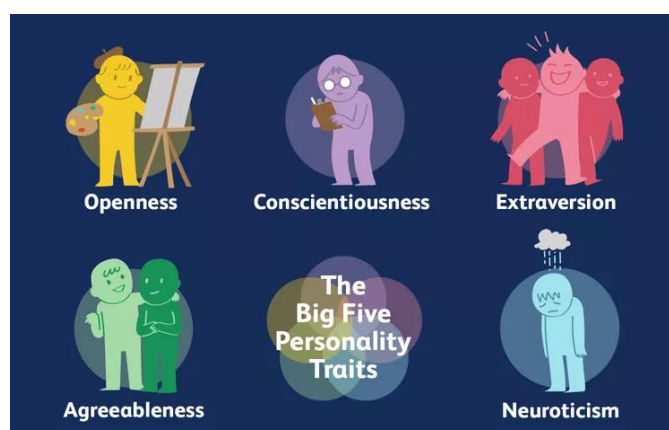 Openness
Conscientiousness
Extraversion
Agreeableness
The
Big Five
Personality
Traits
Neuroticism